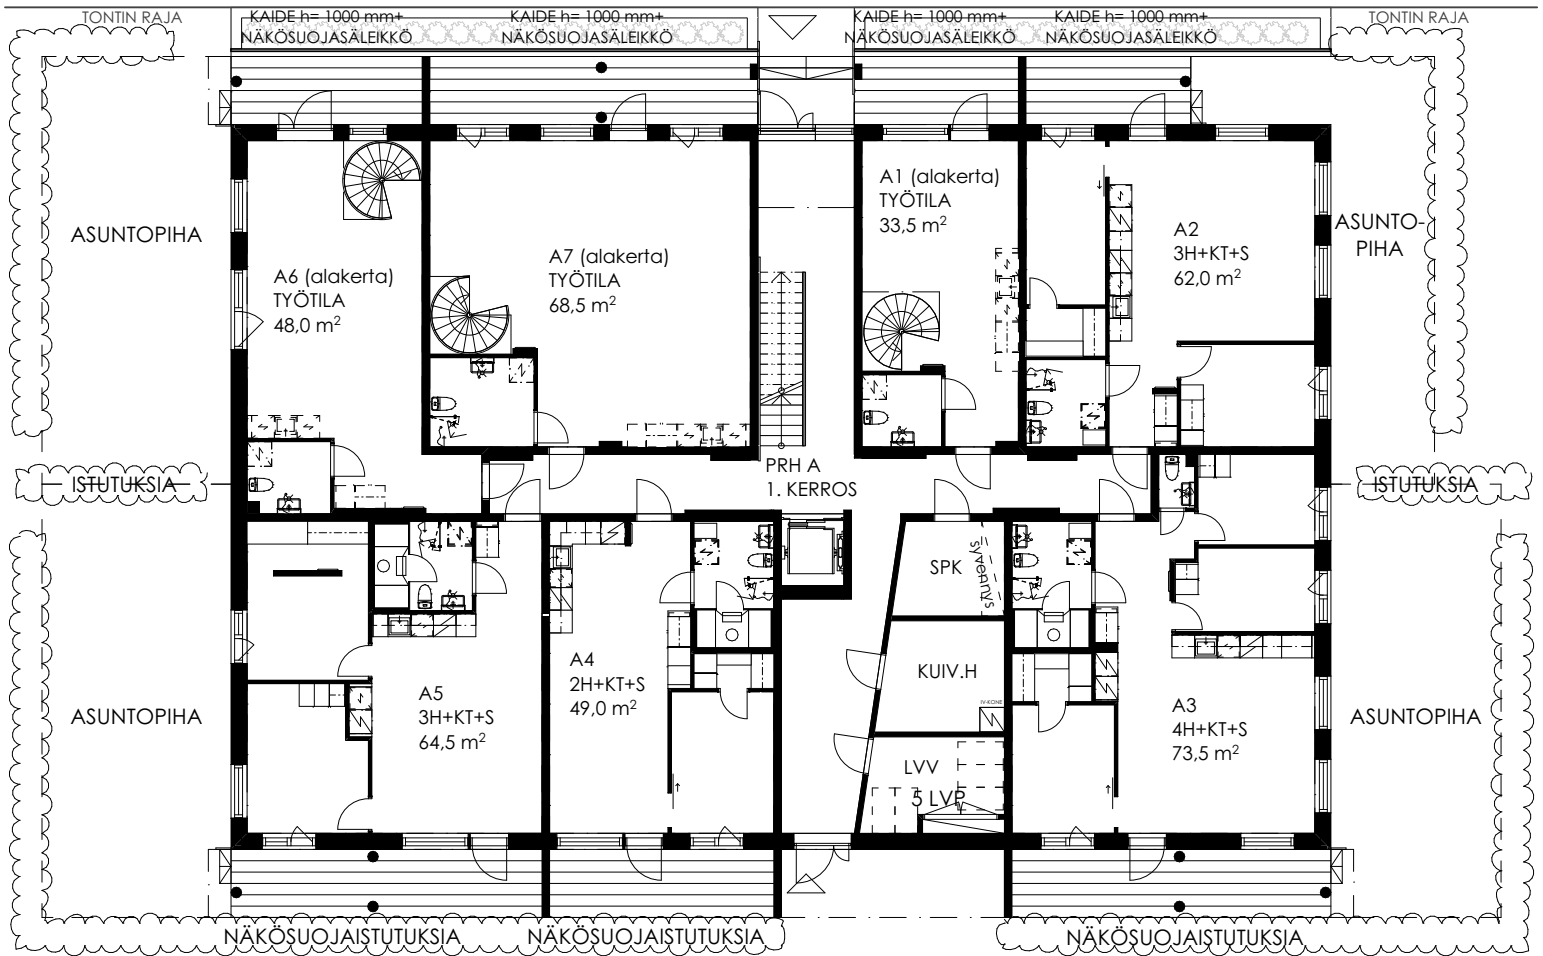 TONTIN RAJA
KAIDE h= 1000 mm+
NÄKÖSUOJASÄLEIKKÖ
KAIDE h= 1000 mm+
NÄKÖSUOJASÄLEIKKÖ
KAIDE h= 1000 mm+
NÄKÖSUOJASÄLEIKKÖ
KAIDE h= 1000 mm+
NÄKÖSUOJASÄLEIKKÖ
TONTIN RAJA
ASUNTOPIHA
A6 (alakerta)
TYÖTILA
48,0 m²
A7 (alakerta)
TYÖTILA
68,5 m²
A1 (alakerta)
TYÖTILA
33,5 m²
A2
3H+KT+S
62,0 m²
ASUNTO-
PIHA
ISTUTUKSIA
PRH A
1. KERROS
ISTUTUKSIA
SPK
syvennys
KUIV.H
IV-KONE
LVV
5 LVP
ASUNTOPIHA
A5
3H+KT+S
64,5 m²
A4
2H+KT+S
49,0 m²
A3
4H+KT+S
73,5 m²
ASUNTOPIHA
NÄKÖSUOJAISTUTUKSIA
NÄKÖSUOJAISTUTUKSIA
NÄKÖSUOJAISTUTUKSIA